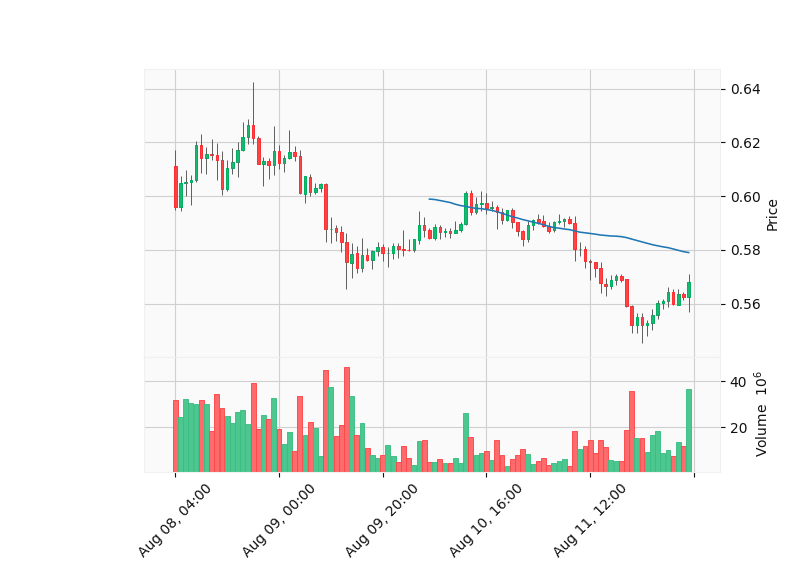 0.64
0.62
0.60
0.58
0.56
Price
40
20
Volume 10⁶
Aug 08, 04:00
Aug 09, 00:00
Aug 09, 20:00
Aug 10, 16:00
Aug 11, 12:00